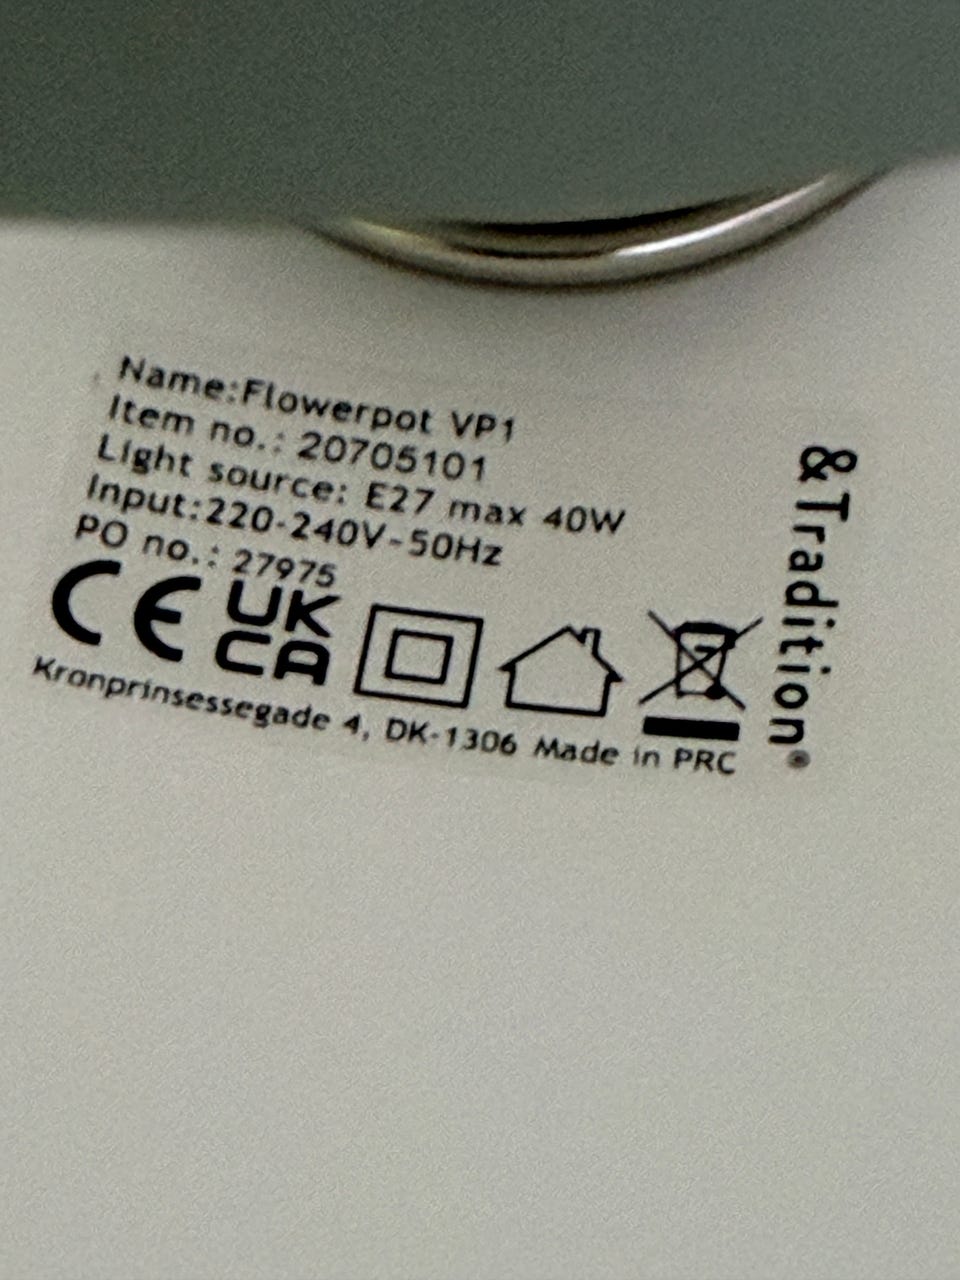 Name:Flowerpot VP1
Item no.: 20705101
Light source: E27 max 40W
Input:220-240V~50Hz
PO no.: 27975
CE UK CA
Kronprinsessegade 4, DK-1306 Made in PRC
&Tradition®